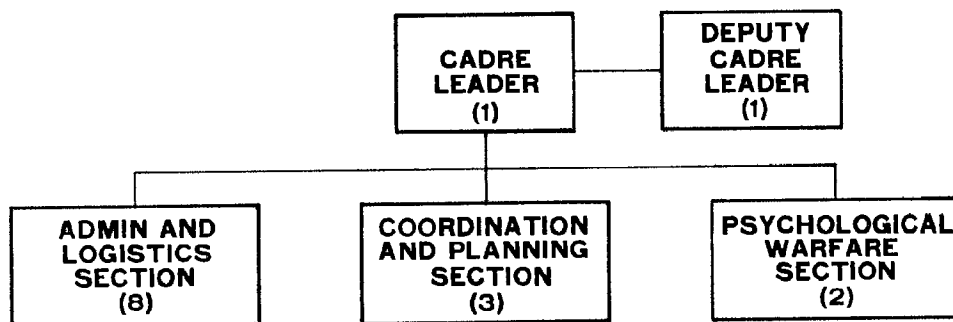 CADRE
LEADER
(1)
DEPUTY
CADRE
LEADER
(1)
ADMIN AND
LOGISTICS
SECTION
(8)
COORDINATION
AND PLANNING
SECTION
(3)
PSYCHOLOGICAL
WARFARE
SECTION
(2)